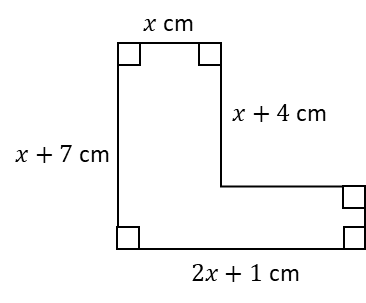 x cm
x + 4 cm
x + 7 cm
2x + 1 cm